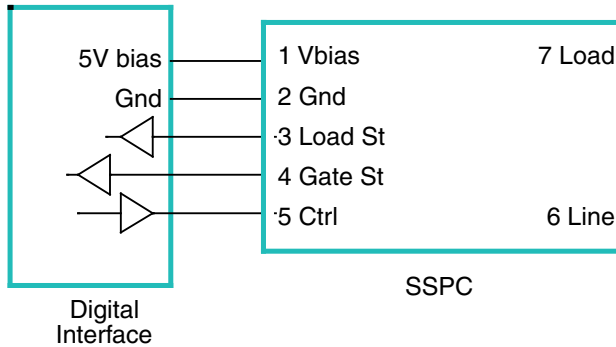 5V bias
Gnd
1 Vbias
2 Gnd
3 Load St
4 Gate St
5 Ctrl
7 Load
6 Line
SSPC
Digital
Interface